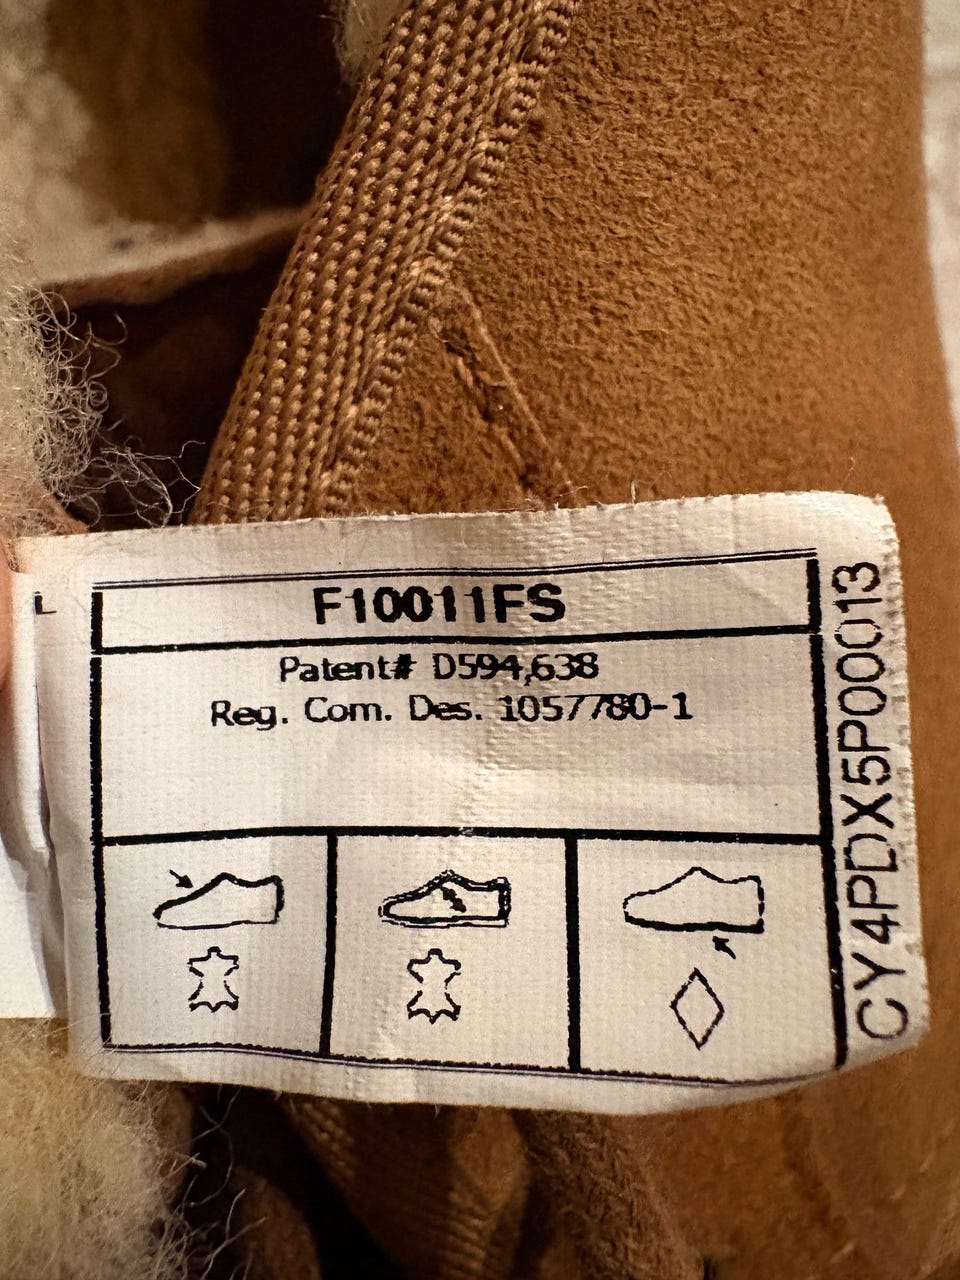 F10011FS
Patent# D594,638
Reg. Com. Des. 1057780-1
CY4PDX5P00013